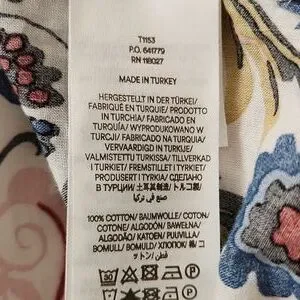 T1153
P.O. 641779
RN 118027
MADE IN TURKEY
HERGESTELLT IN DER TÜRKEI/
FABRIQUÉ EN TURQUIE/ PRODOTTO
IN TURCHIA/ FABRICADO EN
TURQUÍA/ WYPRODUKOWANO W
TURCJI/ FABRICADO EN TURQUIA/
VERVAARDIGD IN TURKIJE/
VALMISTETTU TURKISSA/ TILLVERKAD
I TURKIET/ FREMSTILLET I TYRKIET/
PRODUSERT I TYRKIA/ СДЕЛАНО
В ТУРЦИИ/ 土耳其制造/ トルコ製/
صنع في تركيا
100% COTTON/ BAUMWOLLE/ COTON/
COTONE/ ALGODÓN/ BAWEŁNA/
ALGODÃO/ KATOEN/ PUUVILLA/
BOMULL/ BOMULD/ ХЛОПОК/ 棉/ コ
ットン/ قطن